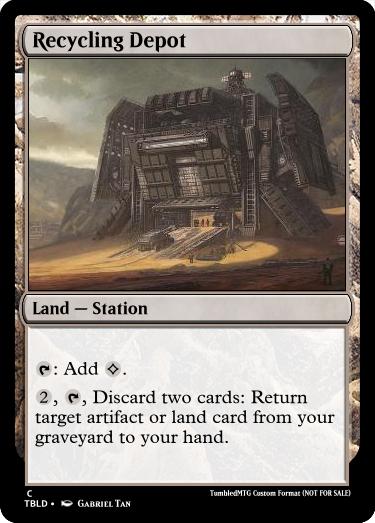 Recycling Depot
Land — Station
: Add .
2, , Discard two cards: Return
target artifact or land card from your
graveyard to your hand.
C
TBLD • Gabriel Tan
TumbledMTG Custom Format (NOT FOR SALE)